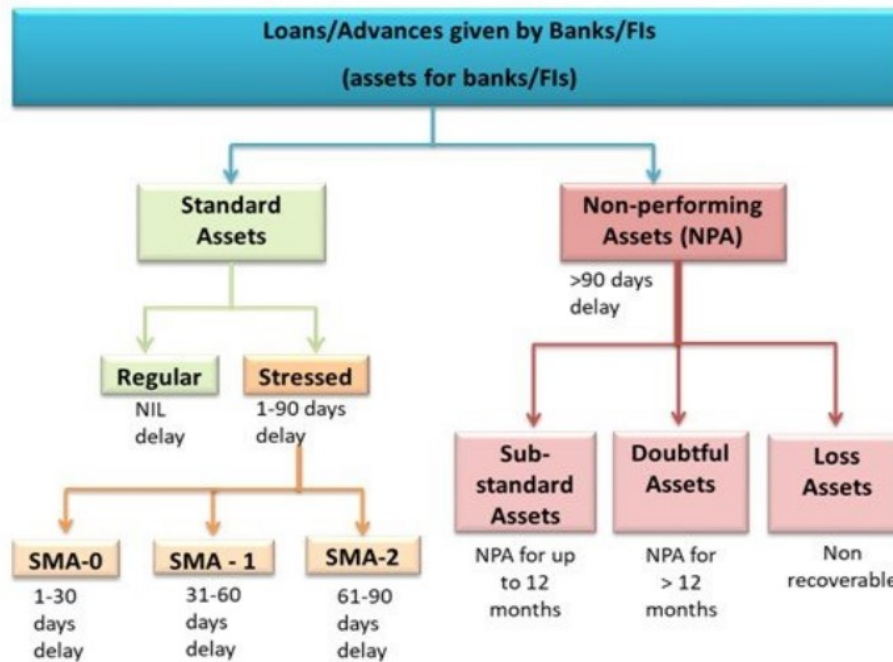 Loans/Advances given by Banks/FIs
(assets for banks/FIs)
Standard
Assets
Non-performing
Assets (NPA)
>90 days
delay
Regular
NIL
delay
Stressed
1-90 days
delay
SMA-0
1-30
days
delay
SMA - 1
31-60
days
delay
SMA-2
61-90
days
delay
Sub-
standard
Assets
NPA for up
to 12
months
Doubtful
Assets
NPA for
> 12
months
Loss
Assets
Non
recoverable